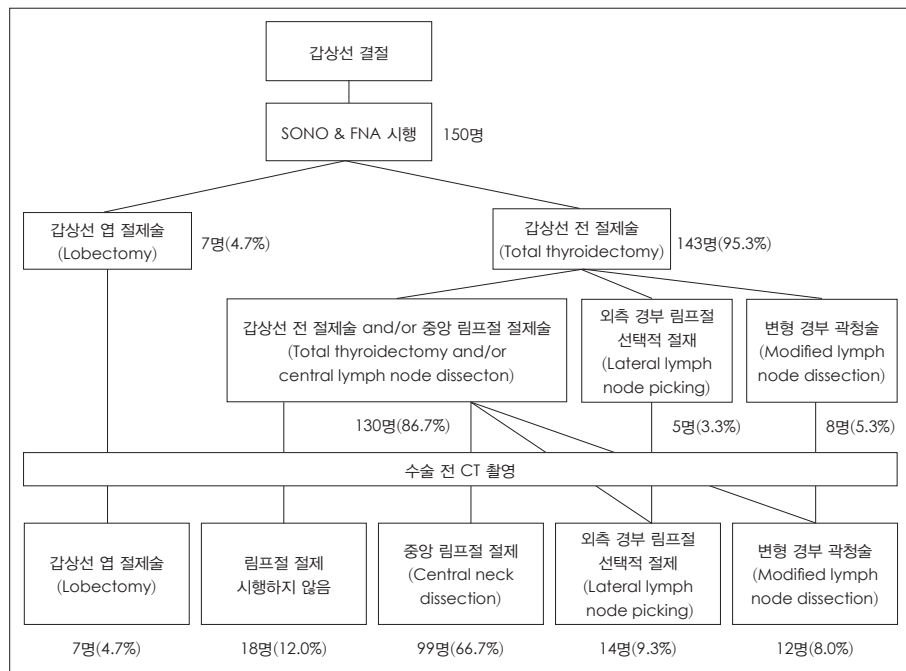 갑상선 결절
SONO & FNA 시행
150명
갑상선 엽 절제술
(Lobectomy)
7명(4.7%)
갑상선 전 절제술
(Total thyroidectomy)
143명(95.3%)
갑상선 전 절제술 and/or 중앙 림프절 절제술
(Total thyroidectomy and/or
central lymph node dissecton)
외측 경부 림프절
선택적 절재
(Lateral lymph
node picking)
변형 경부 곽청술
(Modified lymph
node dissection)
130명(86.7%)
5명(3.3%)
8명(5.3%)
수술 전 CT 촬영
갑상선 엽 절제술
(Lobectomy)
림프절 절제
시행하지 않음
중앙 림프절 절제
(Central neck
dissection)
외측 경부 림프절
선택적 절제
(Lateral lymph
node picking)
변형 경부 곽청술
(Modified lymph
node dissection)
7명(4.7%)
18명(12.0%)
99명(66.7%)
14명(9.3%)
12명(8.0%)